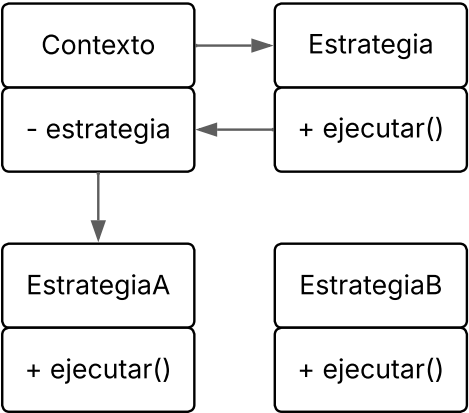 Contexto
- estrategia
Estrategia
+ ejecutar()
EstrategiaA
+ ejecutar()
EstrategiaB
+ ejecutar()